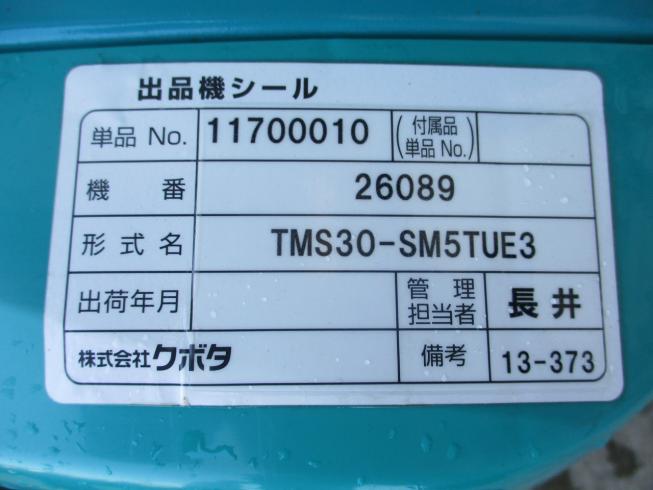 出品機シール
単品 No. 11700010 (付属品 単品 No.)
機 番 26089
形 式 名 TMS30-SM5TUE3
出荷年月 管 理 担当者 長 井
株式会社クボタ 備考 13-373